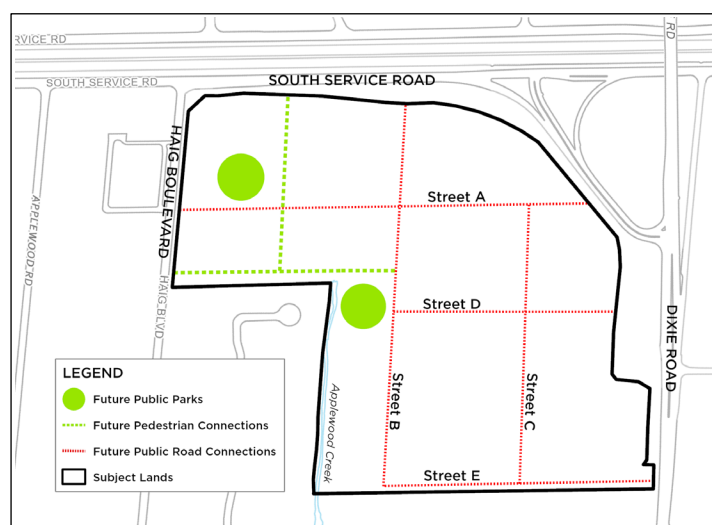 RVICE RD
RD
SOUTH SERVICE RD
SOUTH SERVICE ROAD
HAIG BOULEVARD
APPLEWOOD RD
Street A
HAIG BLVD
Street D
DIXIE ROAD
Street B
Street C
Applewood Creek
Street E
LEGEND
Future Public Parks
Future Pedestrian Connections
Future Public Road Connections
Subject Lands